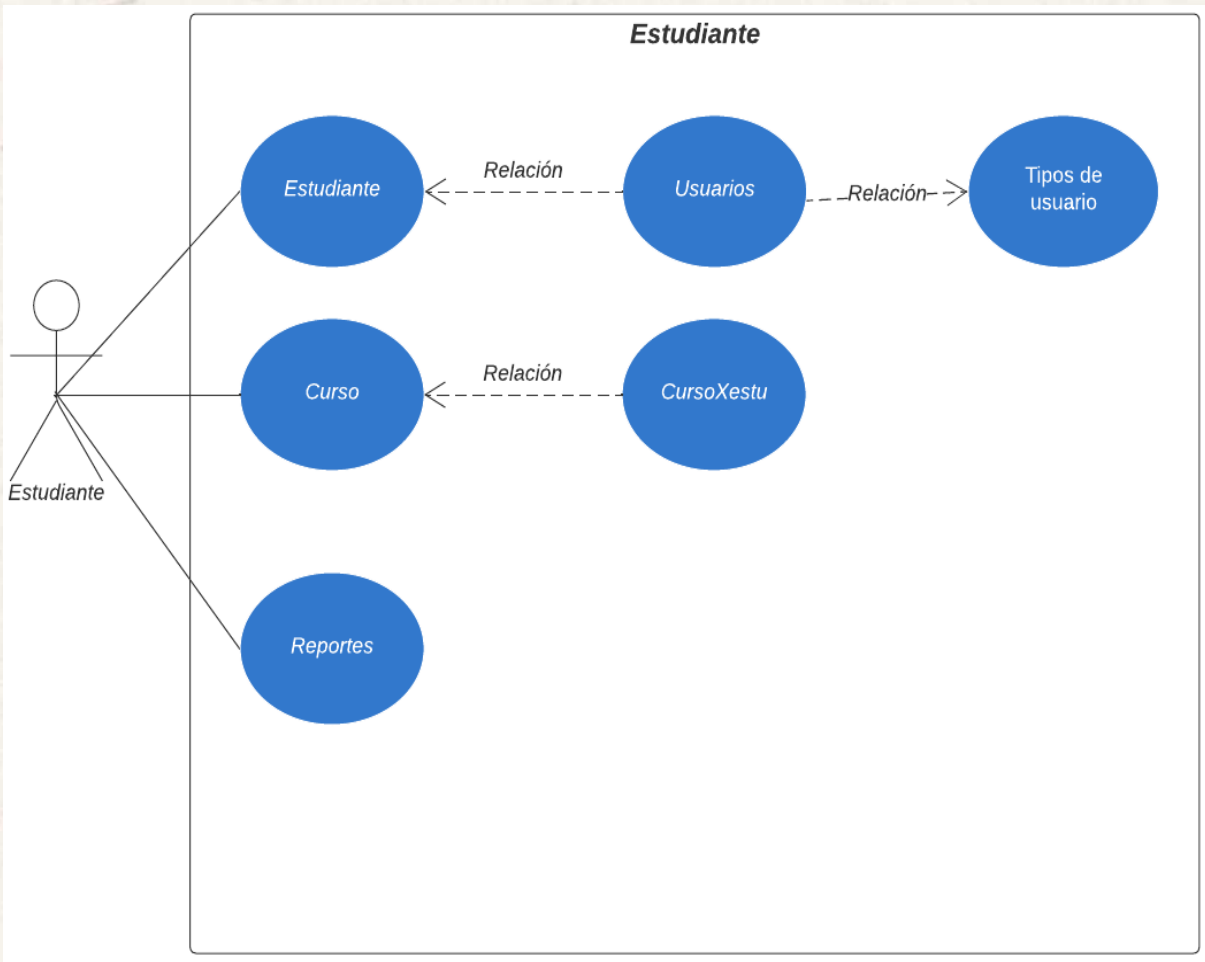 Estudiante
Estudiante
Relación
Usuarios
Relación
Tipos de
usuario
Curso
Relación
CursoXestu
Estudiante
Reportes